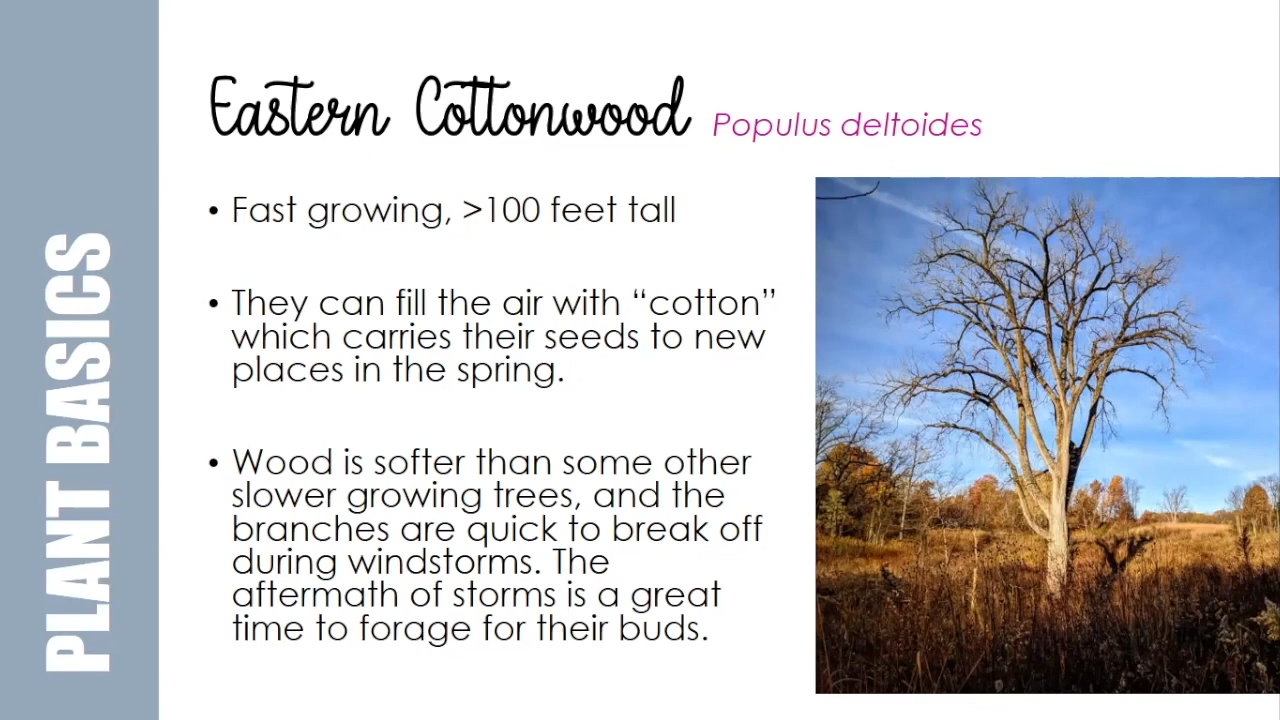 PLANT BASICS
Eastern Cottonwood Populus deltoides
• Fast growing, >100 feet tall
• They can fill the air with “cotton”
which carries their seeds to new
places in the spring.
• Wood is softer than some other
slower growing trees, and the
branches are quick to break off
during windstorms. The
aftermath of storms is a great
time to forage for their buds.